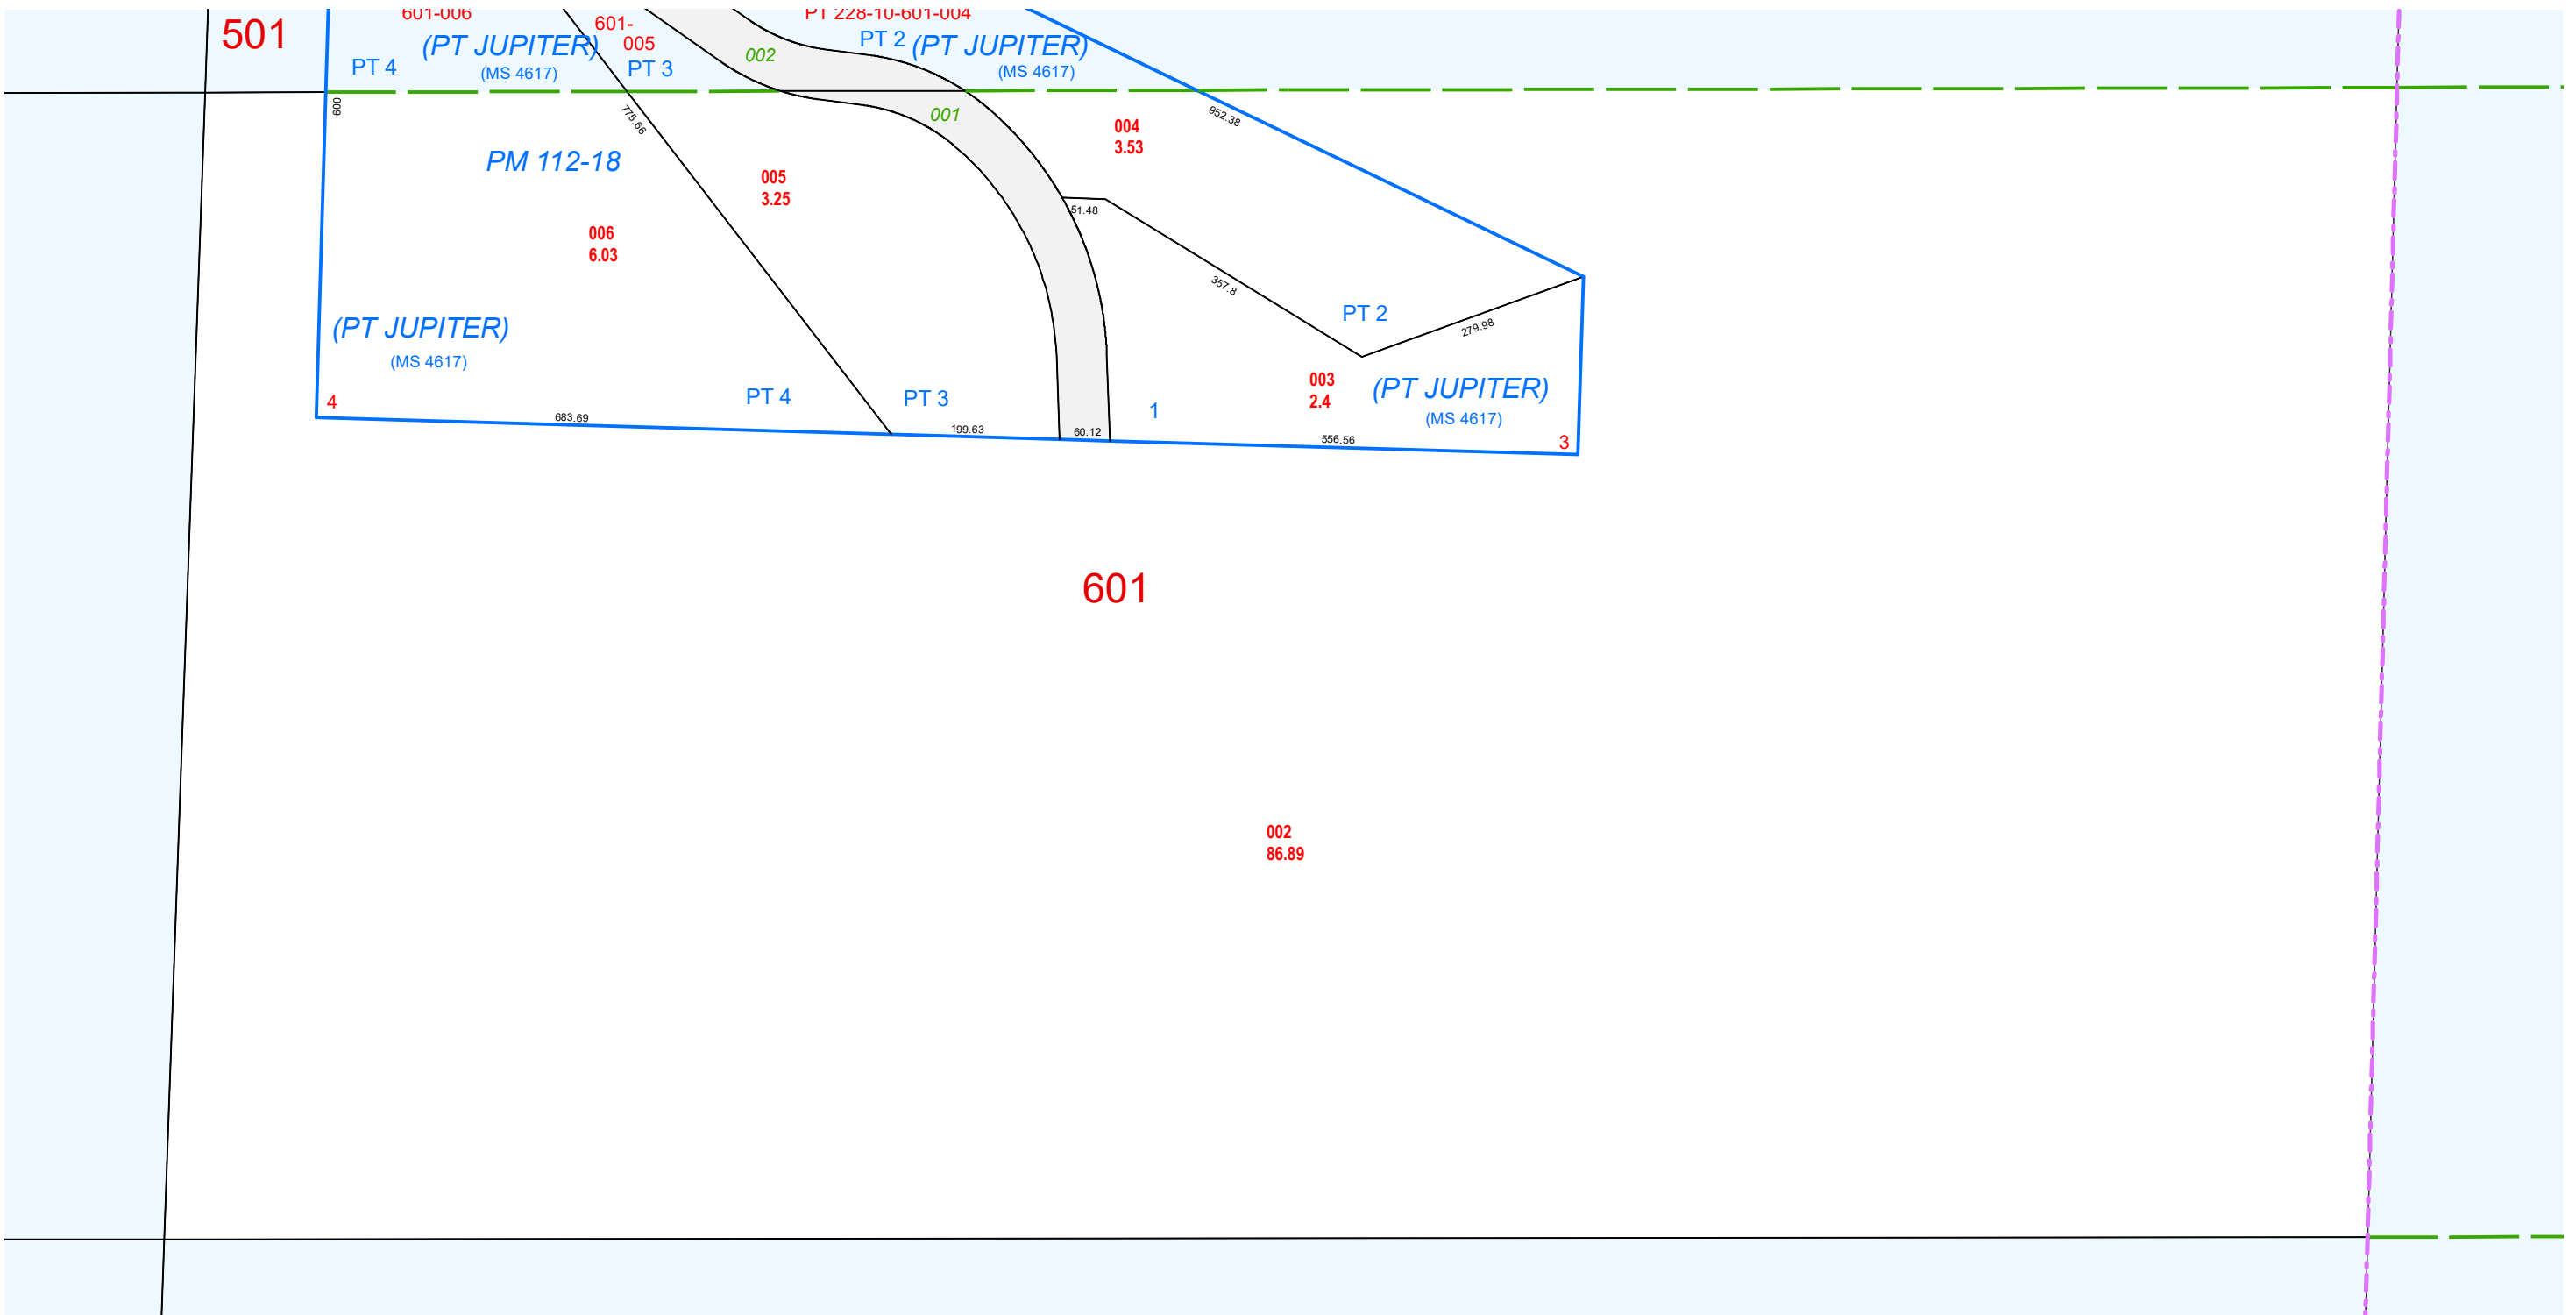 601-006
601-
005
PT 228-10-601-004
501
(PT JUPITER)
(MS 4617)
PT 4
PT 3
002
PT 2
(PT JUPITER)
(MS 4617)
600
775.66
001
004
3.53
952.38
PM 112-18
005
3.25
51.48
006
6.03
357.8
PT 2
279.98
(PT JUPITER)
(MS 4617)
003
2.4
(PT JUPITER)
(MS 4617)
4
PT 4
PT 3
1
683.69
199.63
60.12
556.56
3
601
002
86.89